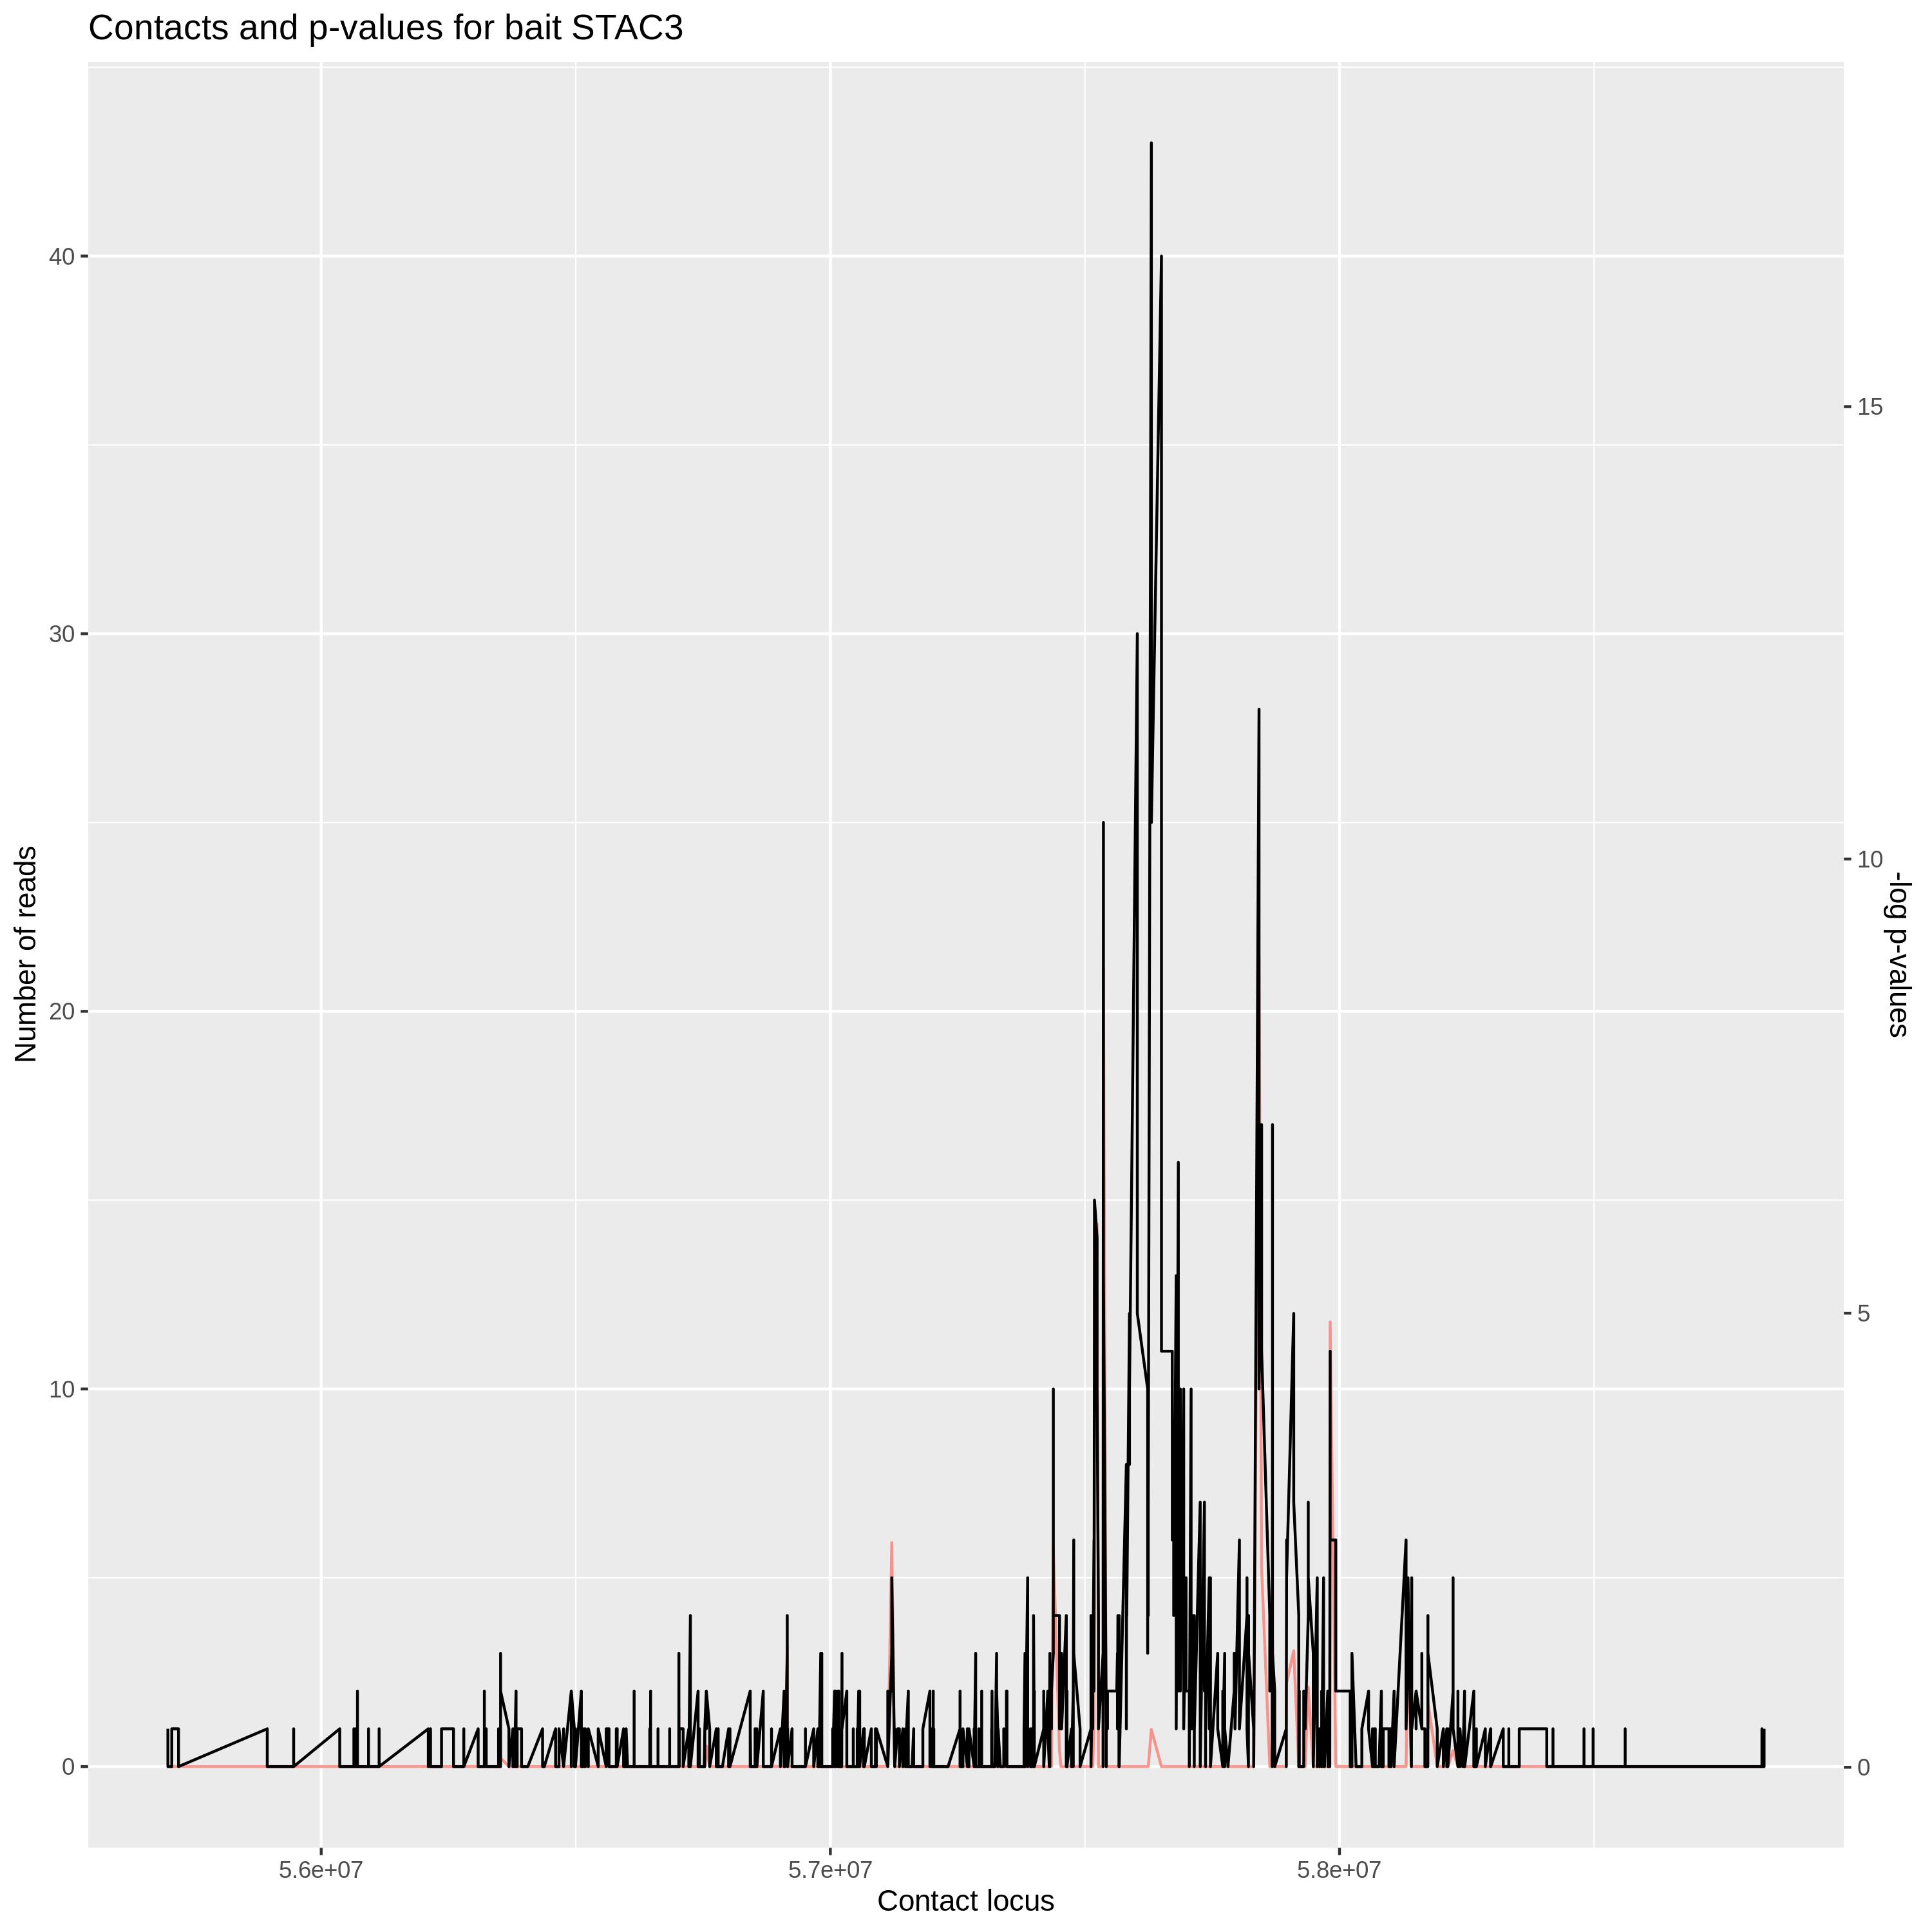 Contacts and p-values for bait STAC3
40
30
20
10
0
Number of reads
15
10
5
0
-log p-values
5.6e+07
5.7e+07
5.8e+07
Contact locus